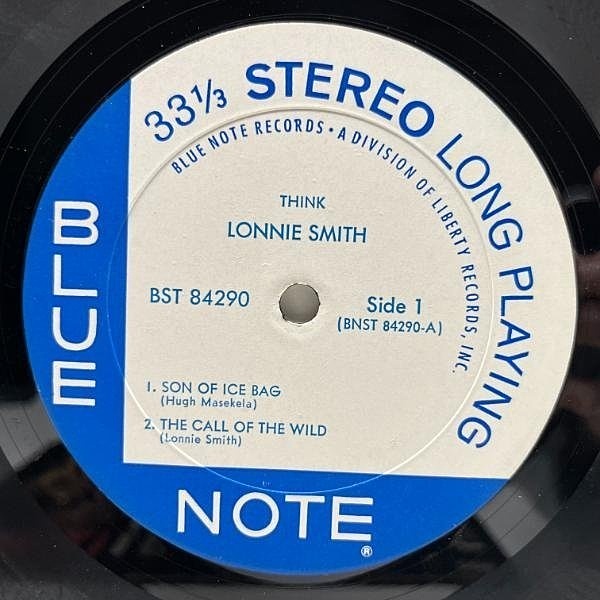 33⅓ STEREO LONG PLAYING
BLUE NOTE RECORDS • A DIVISION OF LIBERTY RECORDS, INC.
THINK
LONNIE SMITH
BST 84290
Side 1
(BNST 84290-A)
1. SON OF ICE BAG
(Hugh Masekela)
2. THE CALL OF THE WILD
(Lonnie Smith)
BLUE
NOTE®